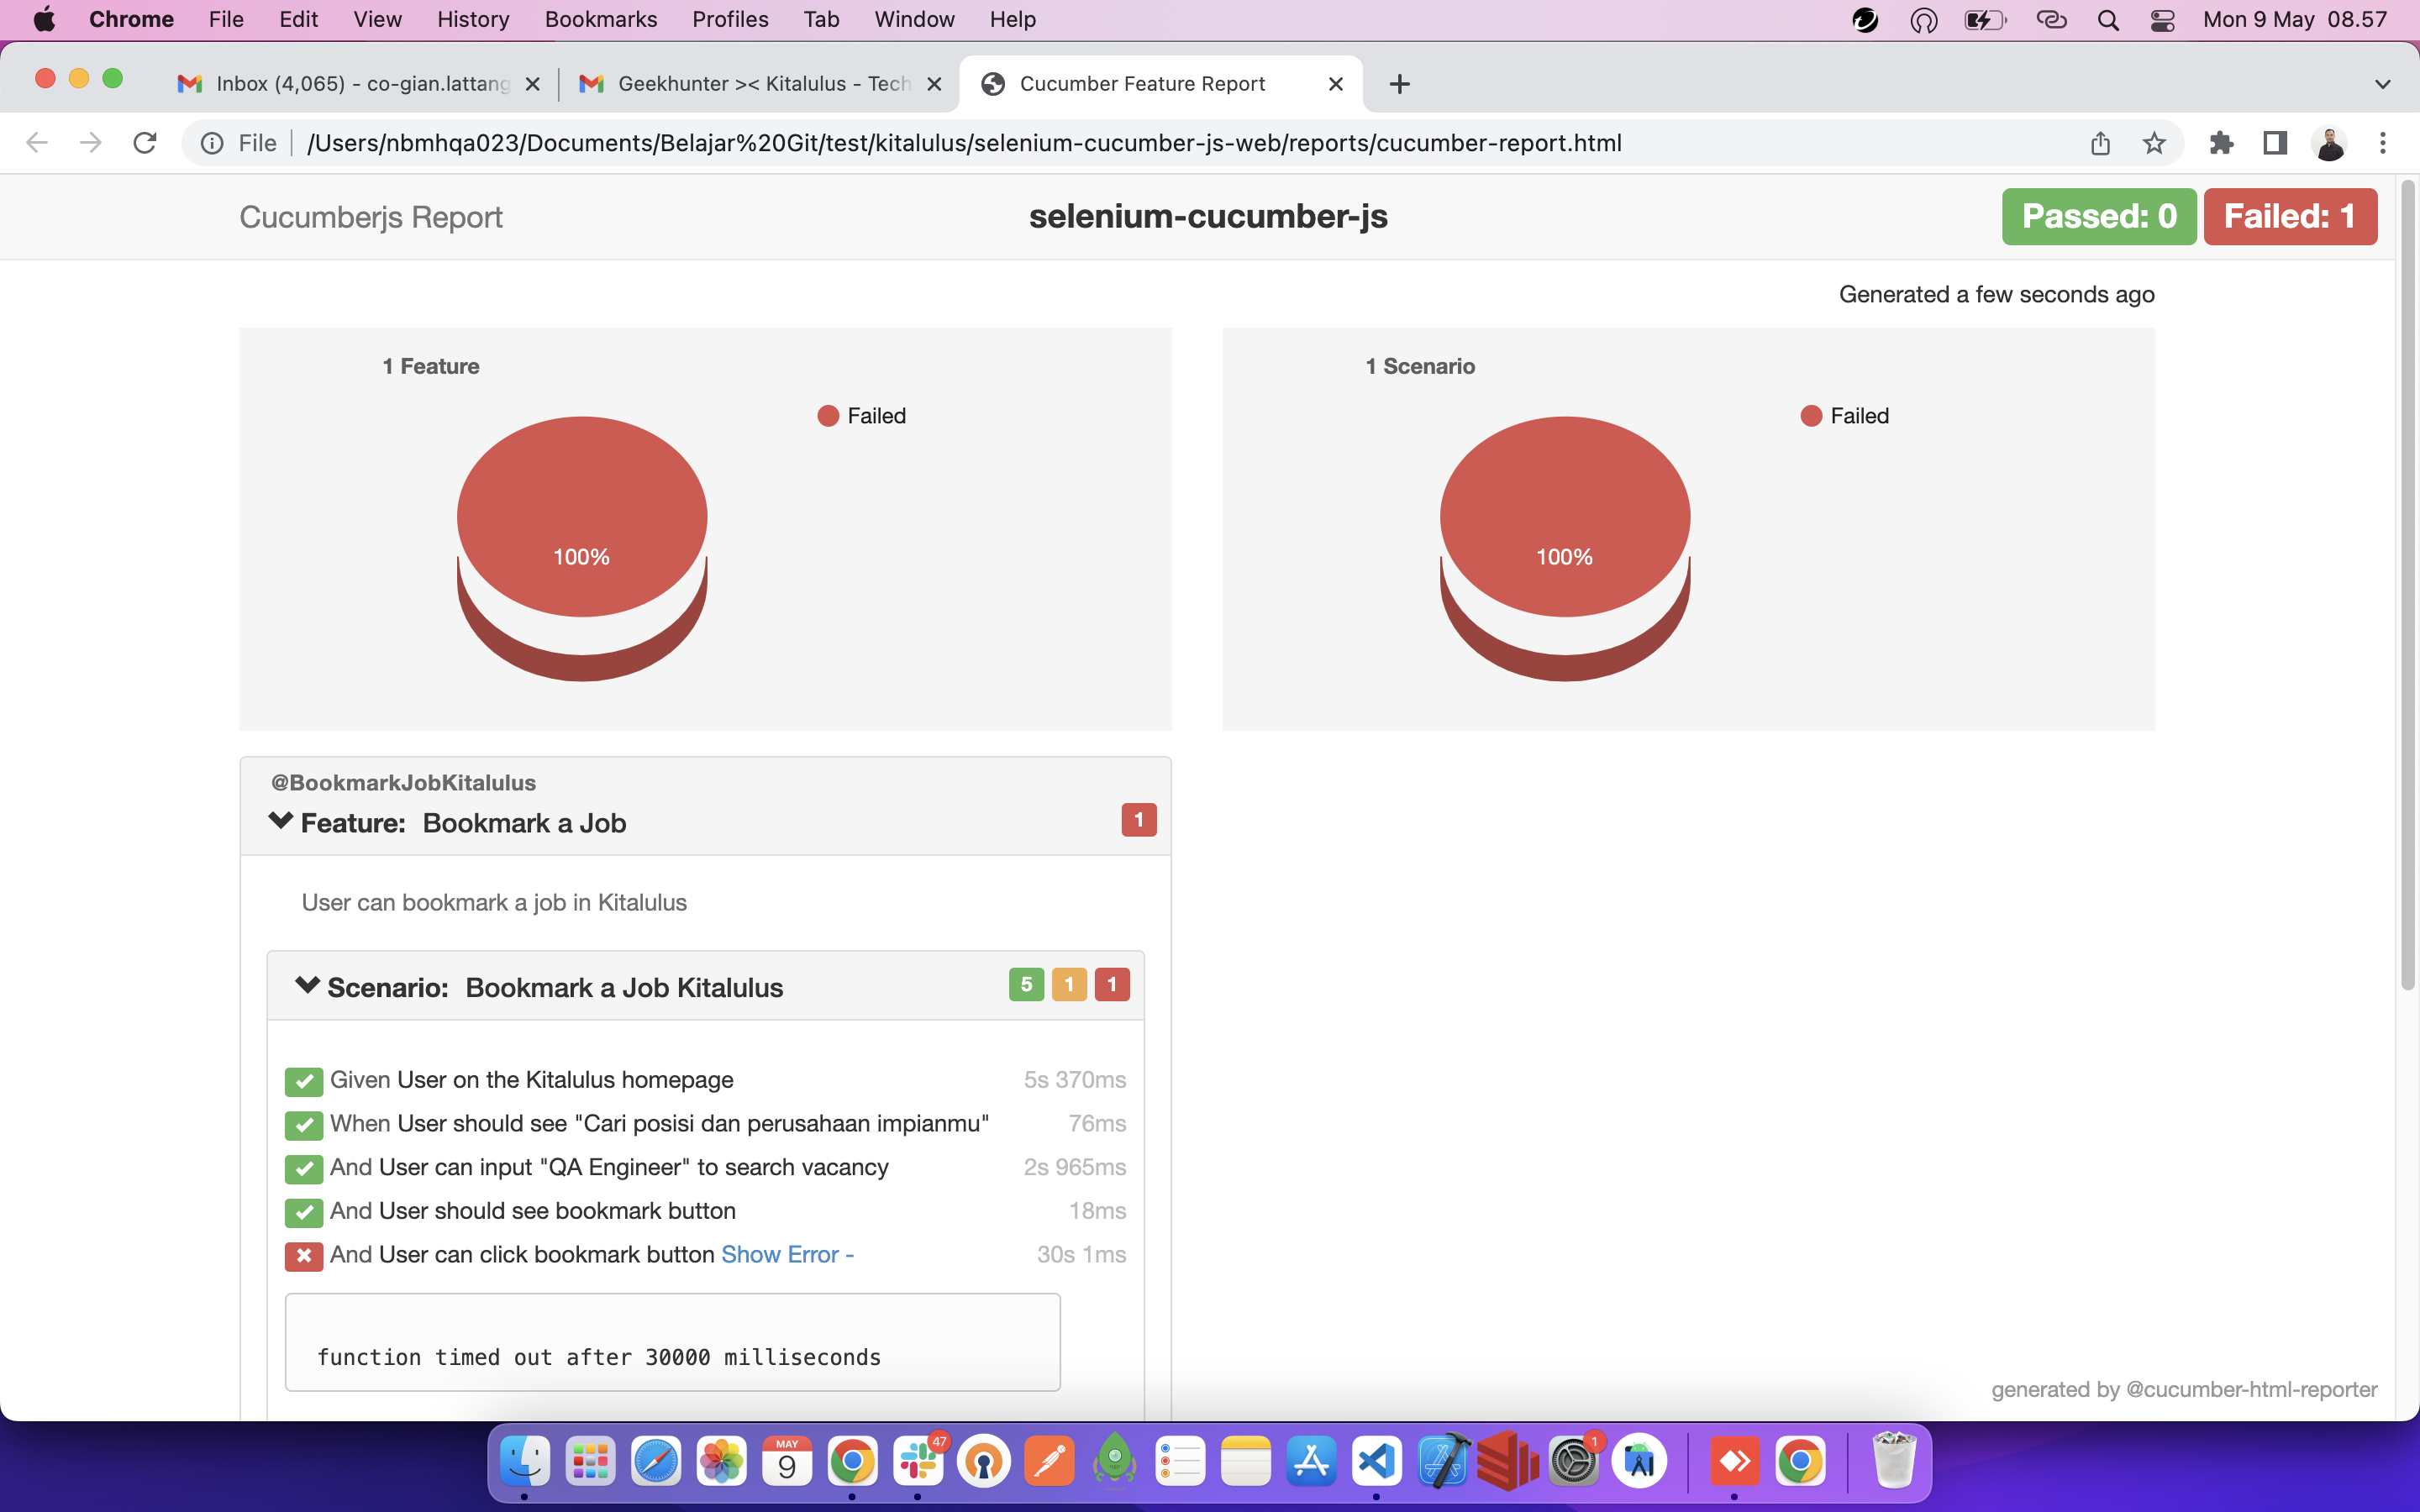 Chrome File Edit View History Bookmarks Profiles Tab Window Help Mon 9 May 08.57
Inbox (4,065) - co-gian.lattang Geekhunter >< Kitalulus - Tech Cucumber Feature Report
File /Users/nbmhqa023/Documents/Belajar%20Git/test/kitalulus/selenium-cucumber-js-web/reports/cucumber-report.html
Cucumberjs Report selenium-cucumber-js Passed: 0 Failed: 1
Generated a few seconds ago
1 Feature
Failed
100%
1 Scenario
Failed
100%
@BookmarkJobKitalulus
Feature: Bookmark a Job 1
User can bookmark a job in Kitalulus
Scenario: Bookmark a Job Kitalulus 5 1 1
Given User on the Kitalulus homepage 5s 370ms
When User should see "Cari posisi dan perusahaan impianmu" 76ms
And User can input "QA Engineer" to search vacancy 2s 965ms
And User should see bookmark button 18ms
And User can click bookmark button Show Error - 30s 1ms
function timed out after 30000 milliseconds
generated by @cucumber-html-reporter
MAY
9
47
1